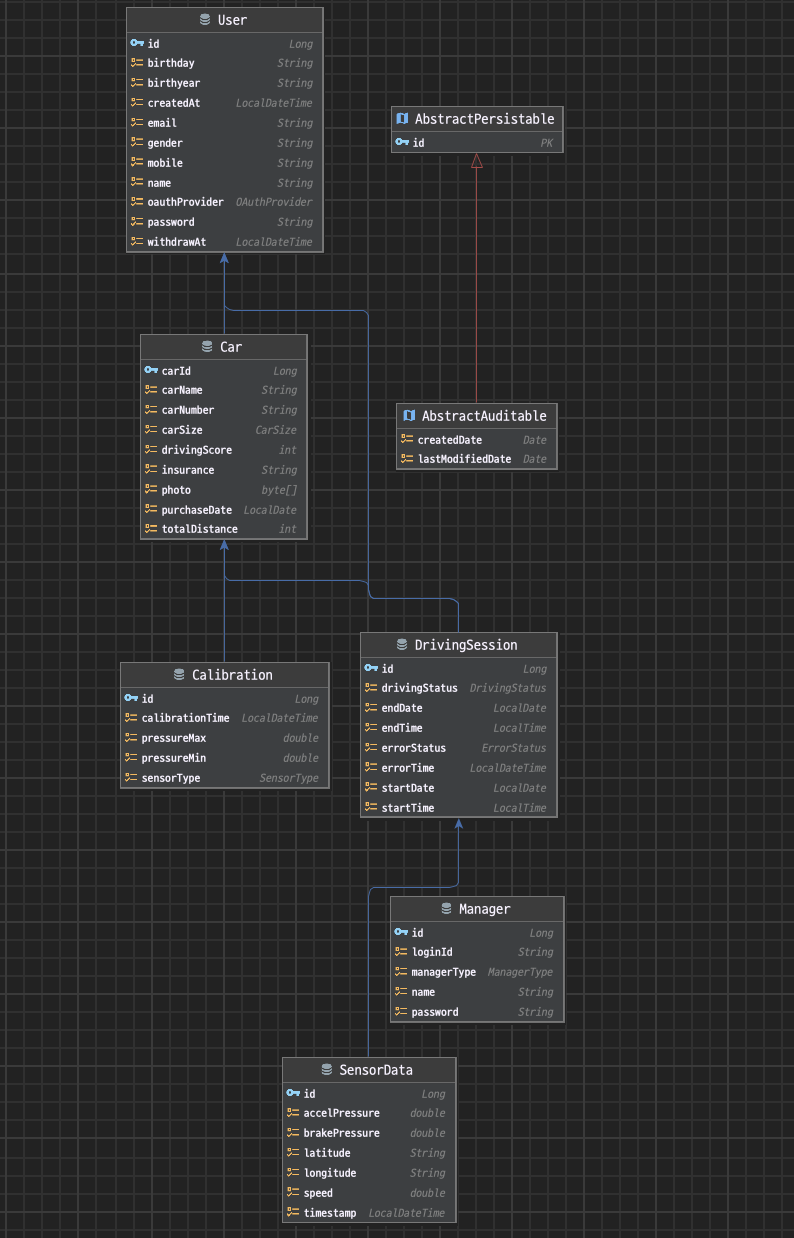 User
id Long
birthday String
birthyear String
createdAt LocalDateTime
email String
gender String
mobile String
name String
oauthProvider OAuthProvider
password String
withdrawAt LocalDateTime
AbstractPersistable
id PK
Car
carId Long
carName String
carNumber String
carSize CarSize
drivingScore int
insurance String
photo byte[]
purchaseDate LocalDate
totalDistance int
AbstractAuditable
createdDate Date
lastModifiedDate Date
Calibration
id Long
calibrationTime LocalDateTime
pressureMax double
pressureMin double
sensorType SensorType
DrivingSession
id Long
drivingStatus DrivingStatus
endDate LocalDate
endTime LocalTime
errorStatus ErrorStatus
errorTime LocalDateTime
startDate LocalDate
startTime LocalTime
Manager
id Long
loginId String
managerType ManagerType
name String
password String
SensorData
id Long
accelPressure double
brakePressure double
latitude String
longitude String
speed double
timestamp LocalDateTime